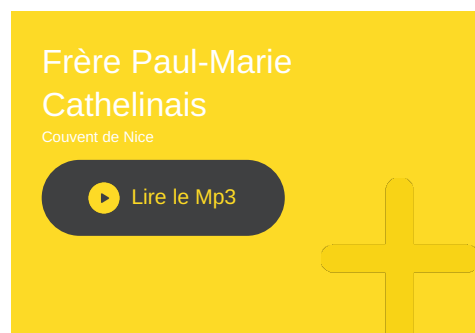 Frère Paul-Marie
Cathelinais
Couvent de Nice
Lire le Mp3